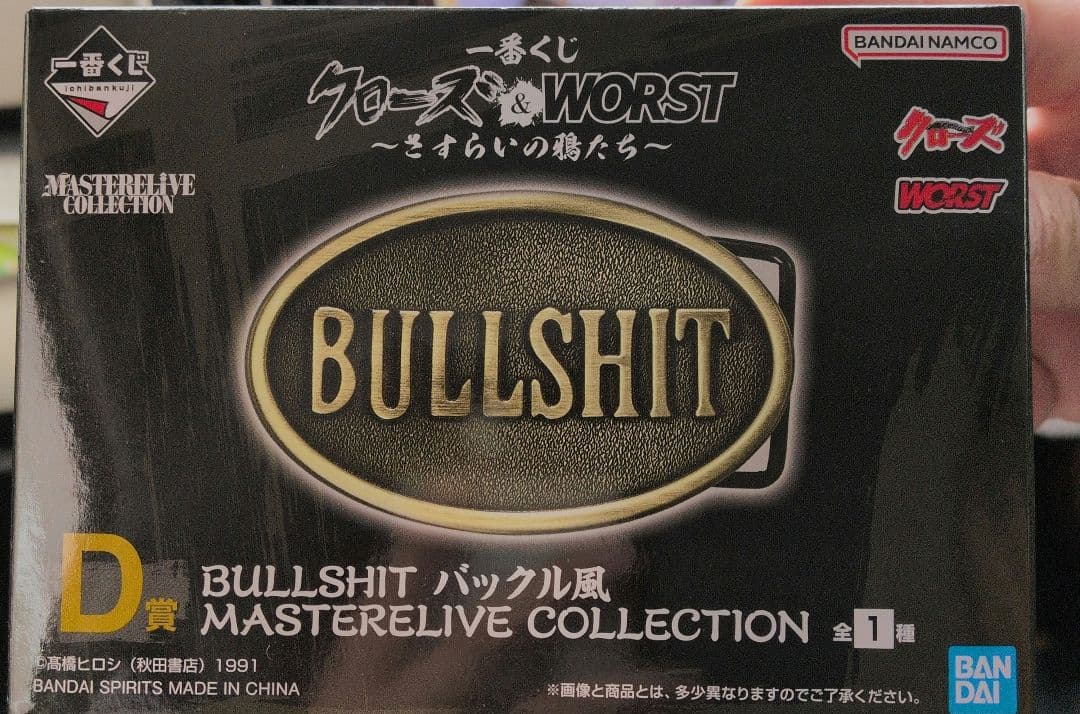 一番くじ
ichibankuji
一番くじ
クローズ&WORST
～さすらいの鴉たち～
BANDAI NAMCO
クローズ
WORST
MASTERELIVE
COLLECTION
BULLSHIT
D賞
BULLSHIT バックル風
MASTERELIVE COLLECTION 全1種
©髙橋ヒロシ（秋田書店）1991
BANDAI SPIRITS MADE IN CHINA
※画像と商品とは、多少異なりますのでご了承ください。
BAN
DAI